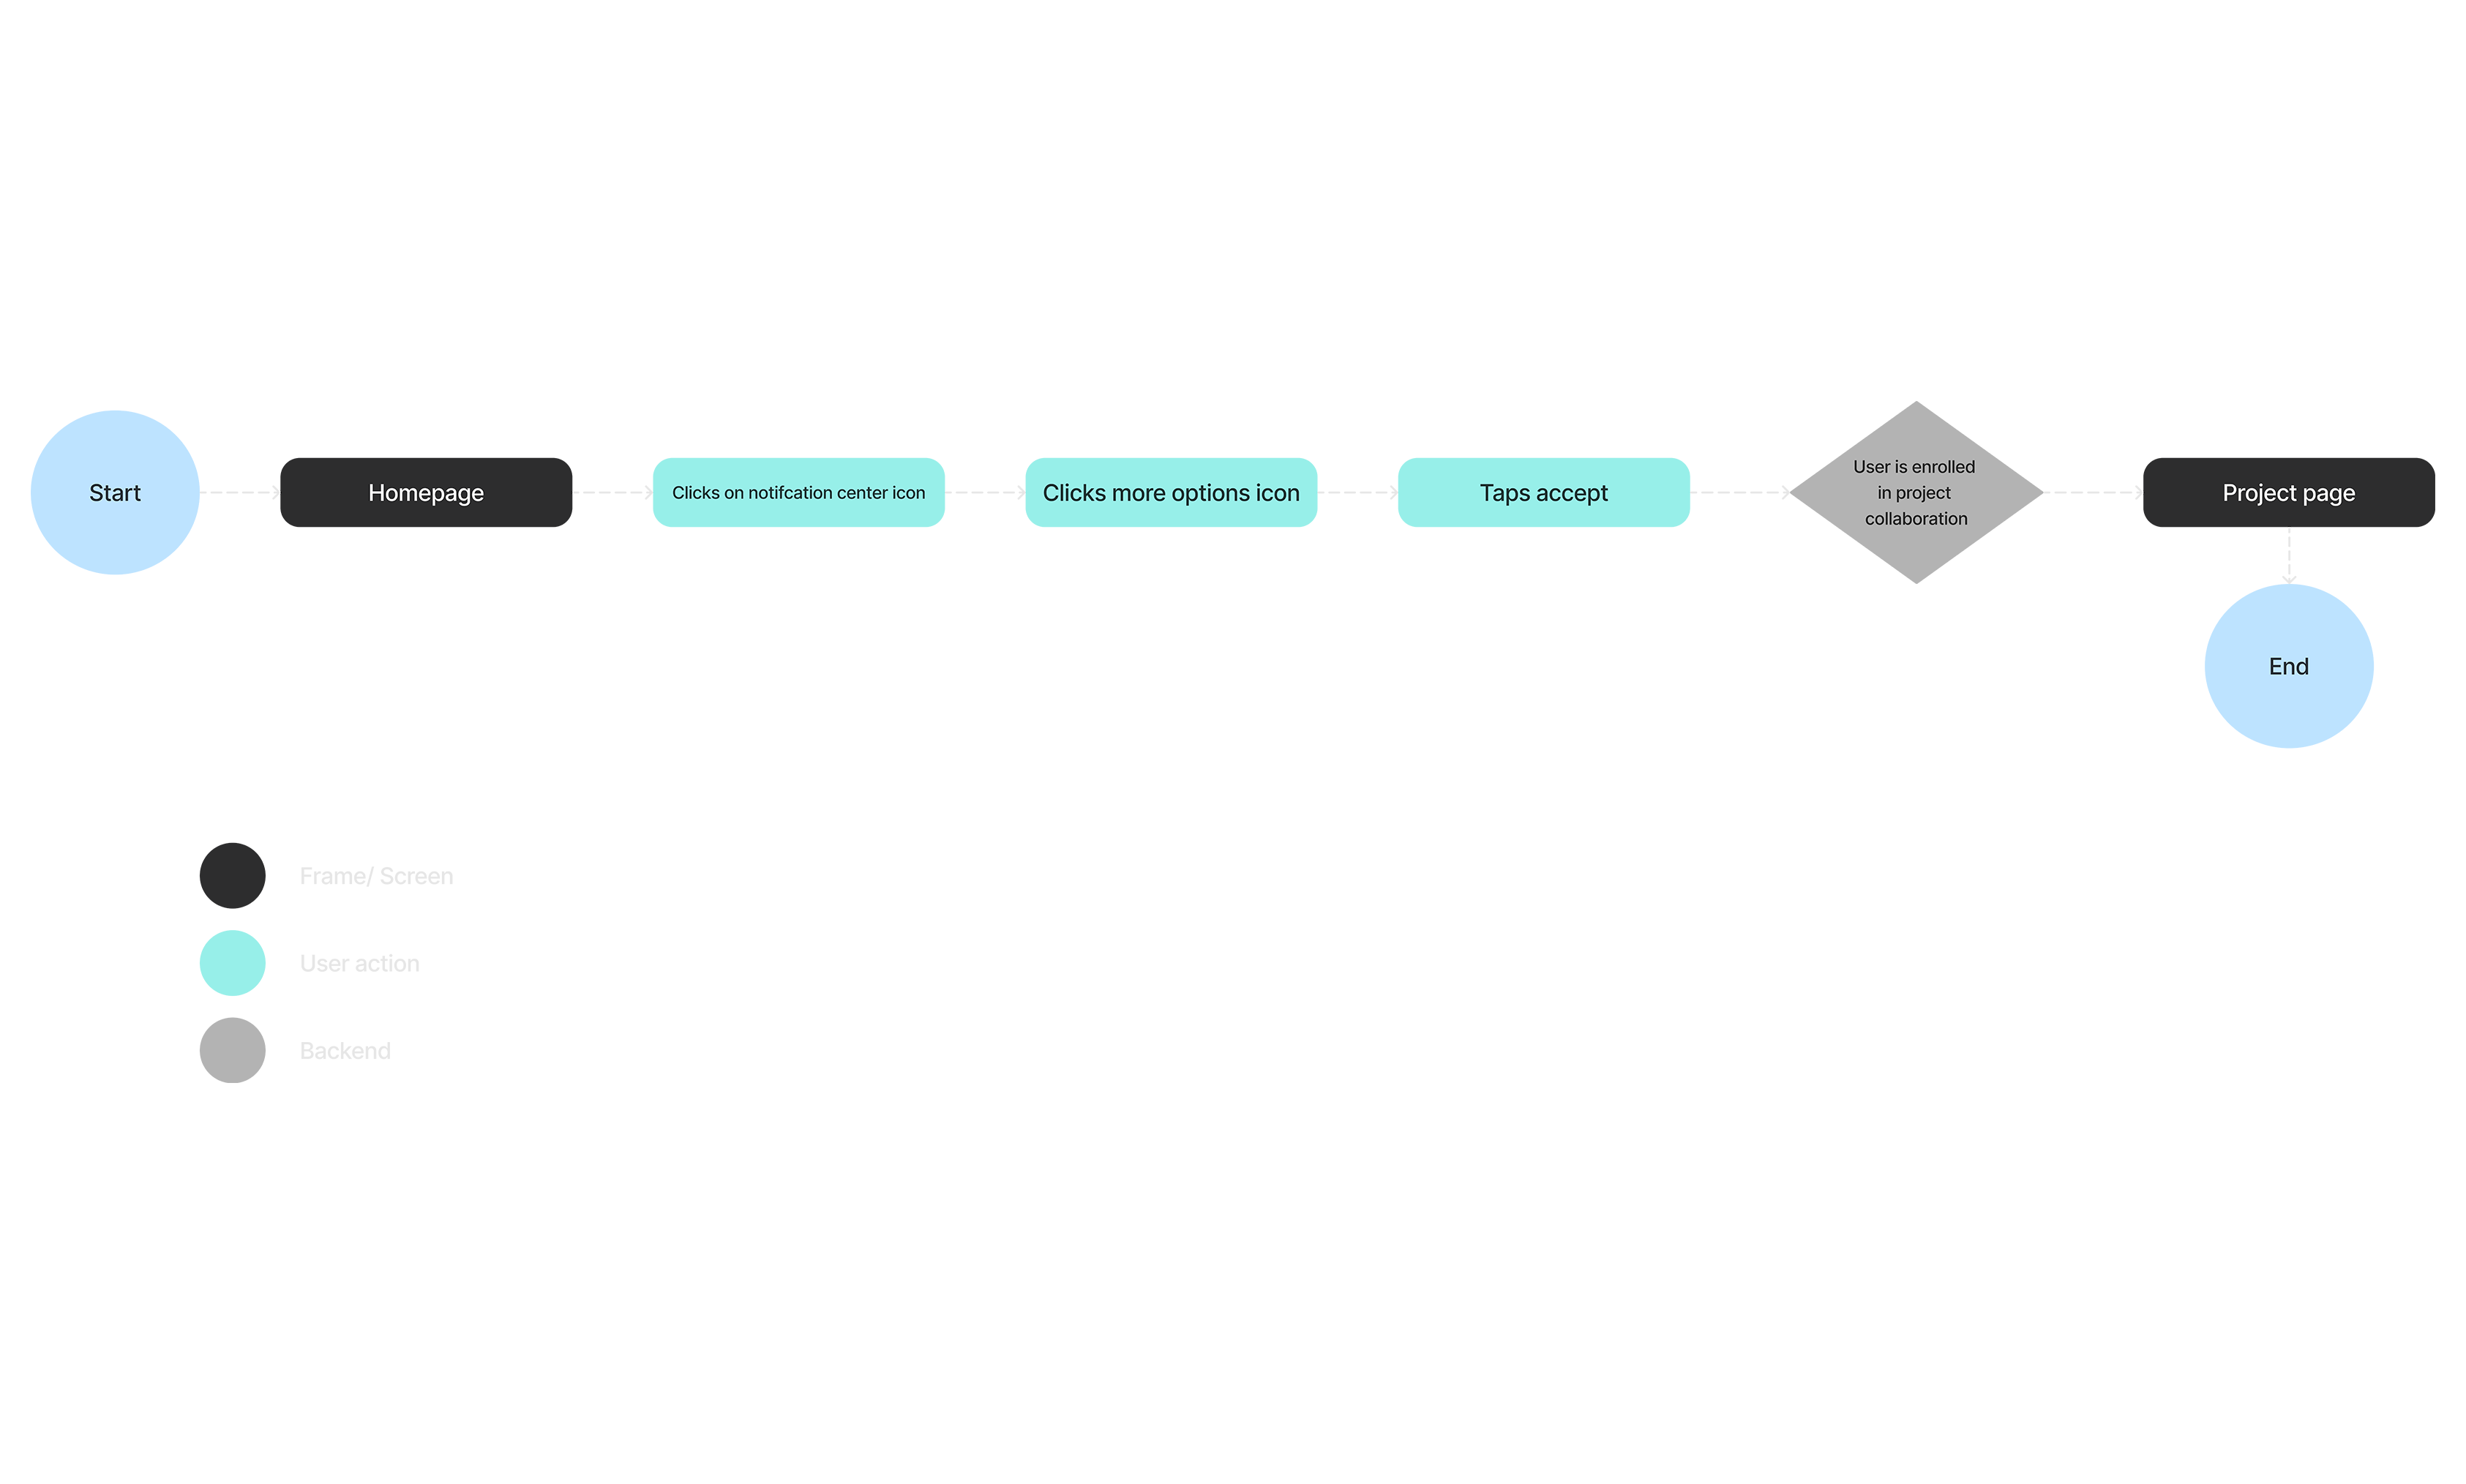 Start
Homepage
Clicks on notifcation center icon
Clicks more options icon
Taps accept
User is enrolled
in project
collaboration
Project page
End
Frame/ Screen
User action
Backend